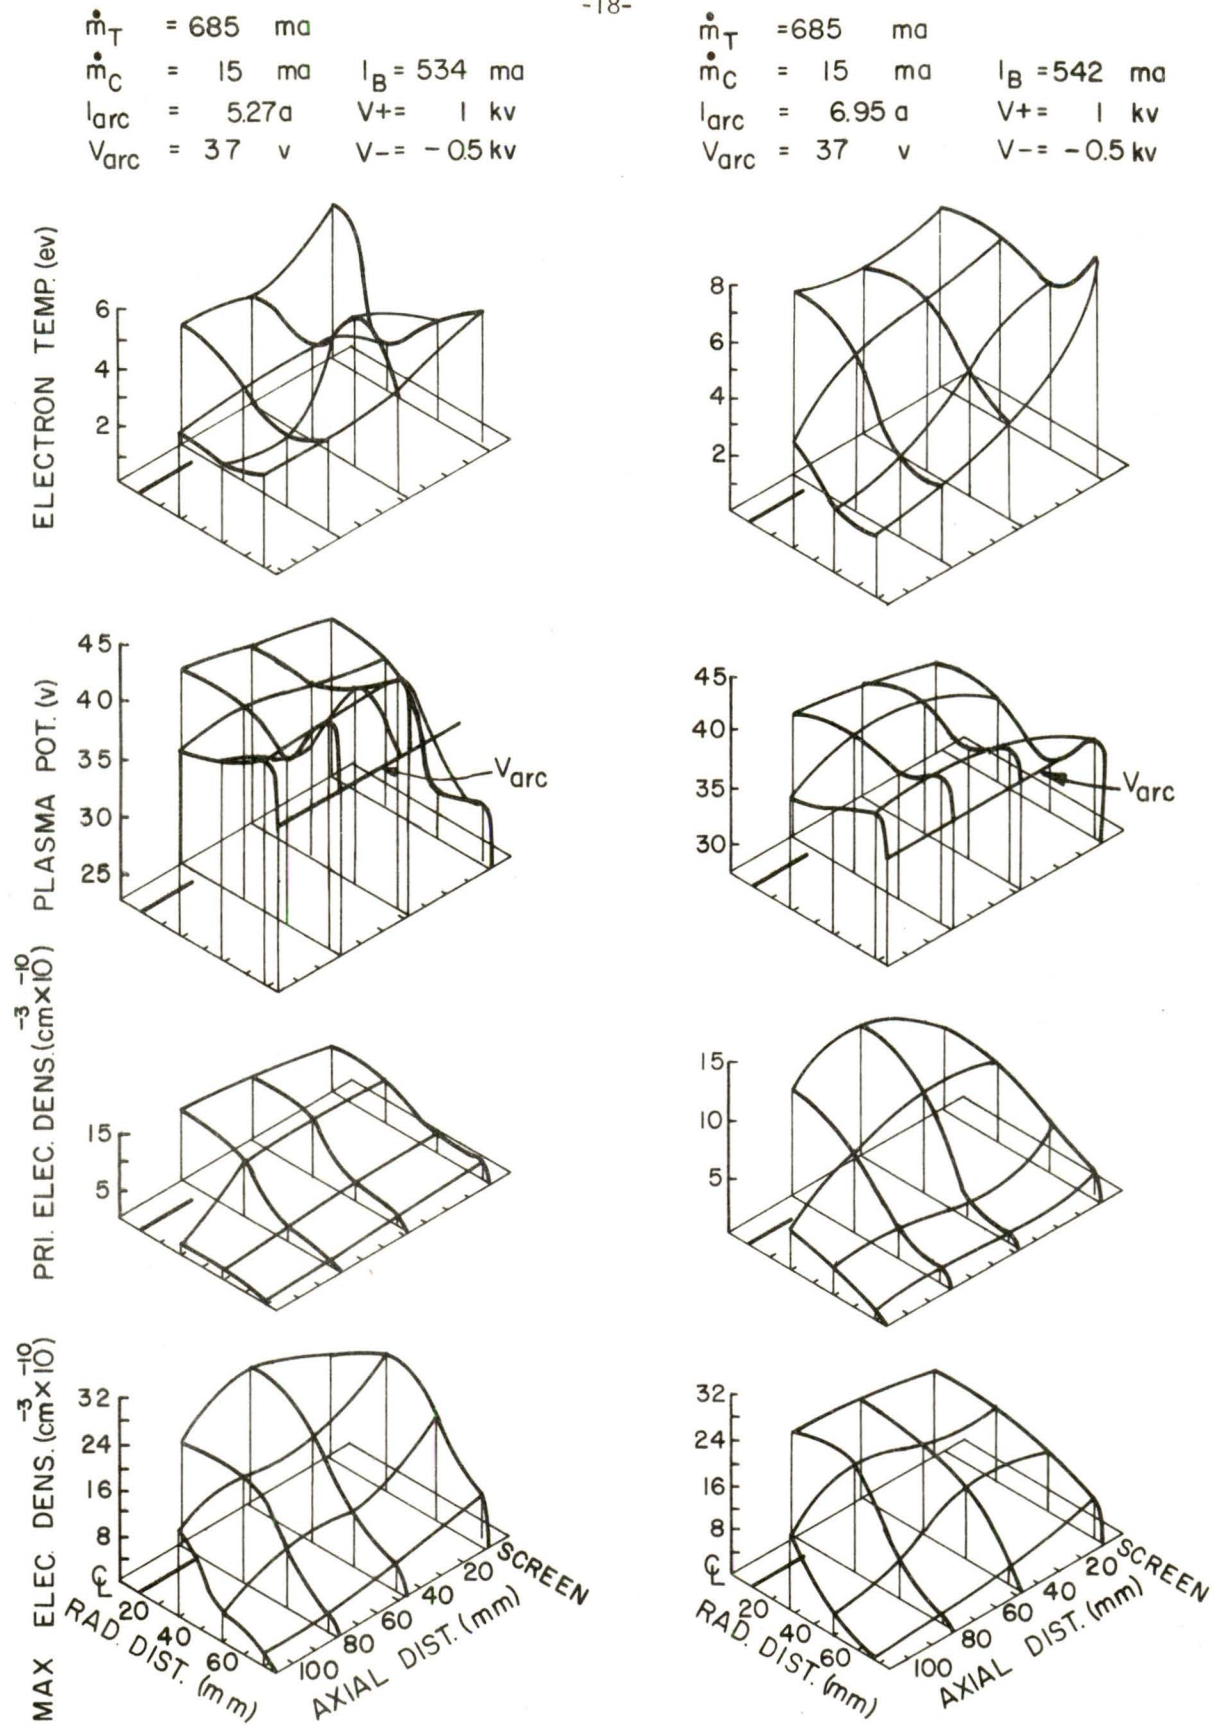 -18-
ṁT = 685 ma
ṁC = 15 ma IB = 534 ma
Iarc = 5.27a V+= 1 kv
Varc = 37 v V-= -0.5 kv
ṁT =685 ma
ṁC = 15 ma IB =542 ma
Iarc = 6.95 a V+= 1 kv
Varc = 37 v V-= -0.5 kv
ELECTRON TEMP. (ev)
6
4
2
8
6
4
2
PLASMA POT. (v)
45
40
35
30
25
Varc
45
40
35
30
Varc
PRI. ELEC. DENS. (cm⁻³ × 10⁻¹⁰)
15
5
15
10
5
MAX ELEC. DENS. (cm⁻³ × 10⁻¹⁰)
32
24
16
8
℄
20
40
60
RAD. DIST. (mm)
100
80
60
40
20
SCREEN
AXIAL DIST. (mm)
32
24
16
8
℄
20
40
60
RAD. DIST. (mm)
100
80
60
40
20
SCREEN
AXIAL DIST. (mm)